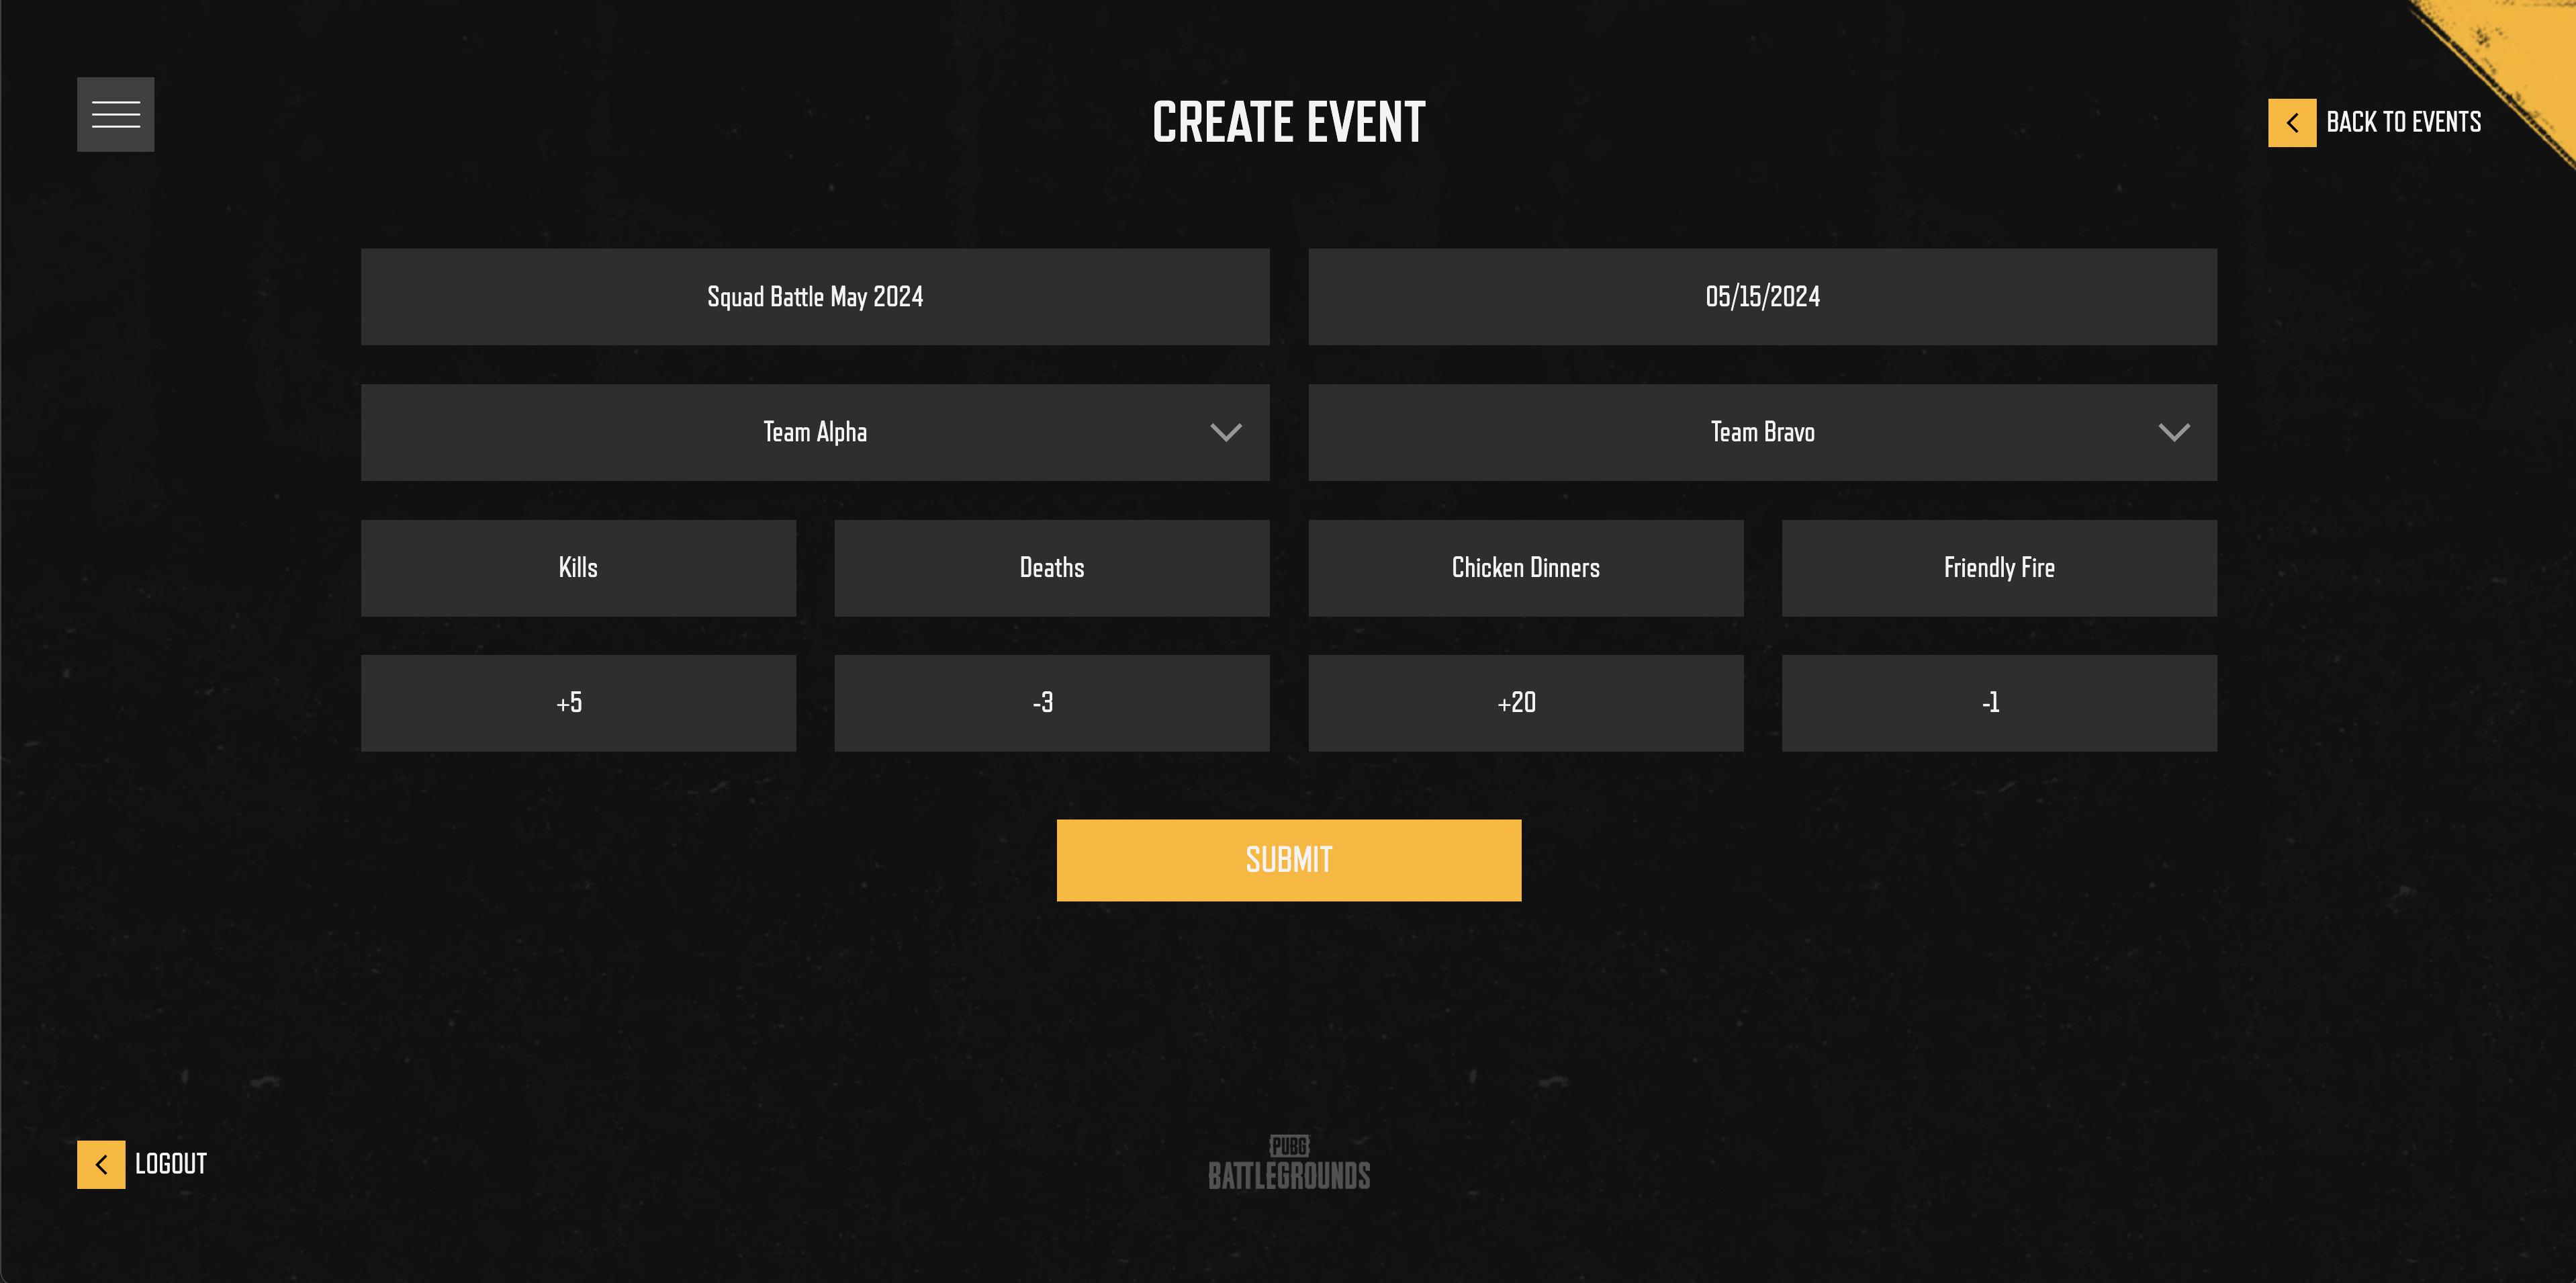 CREATE EVENT
BACK TO EVENTS
Squad Battle May 2024
05/15/2024
Team Alpha
Team Bravo
Kills
Deaths
Chicken Dinners
Friendly Fire
+5
-3
+20
-1
SUBMIT
LOGOUT
PUBG
BATTLEGROUNDS